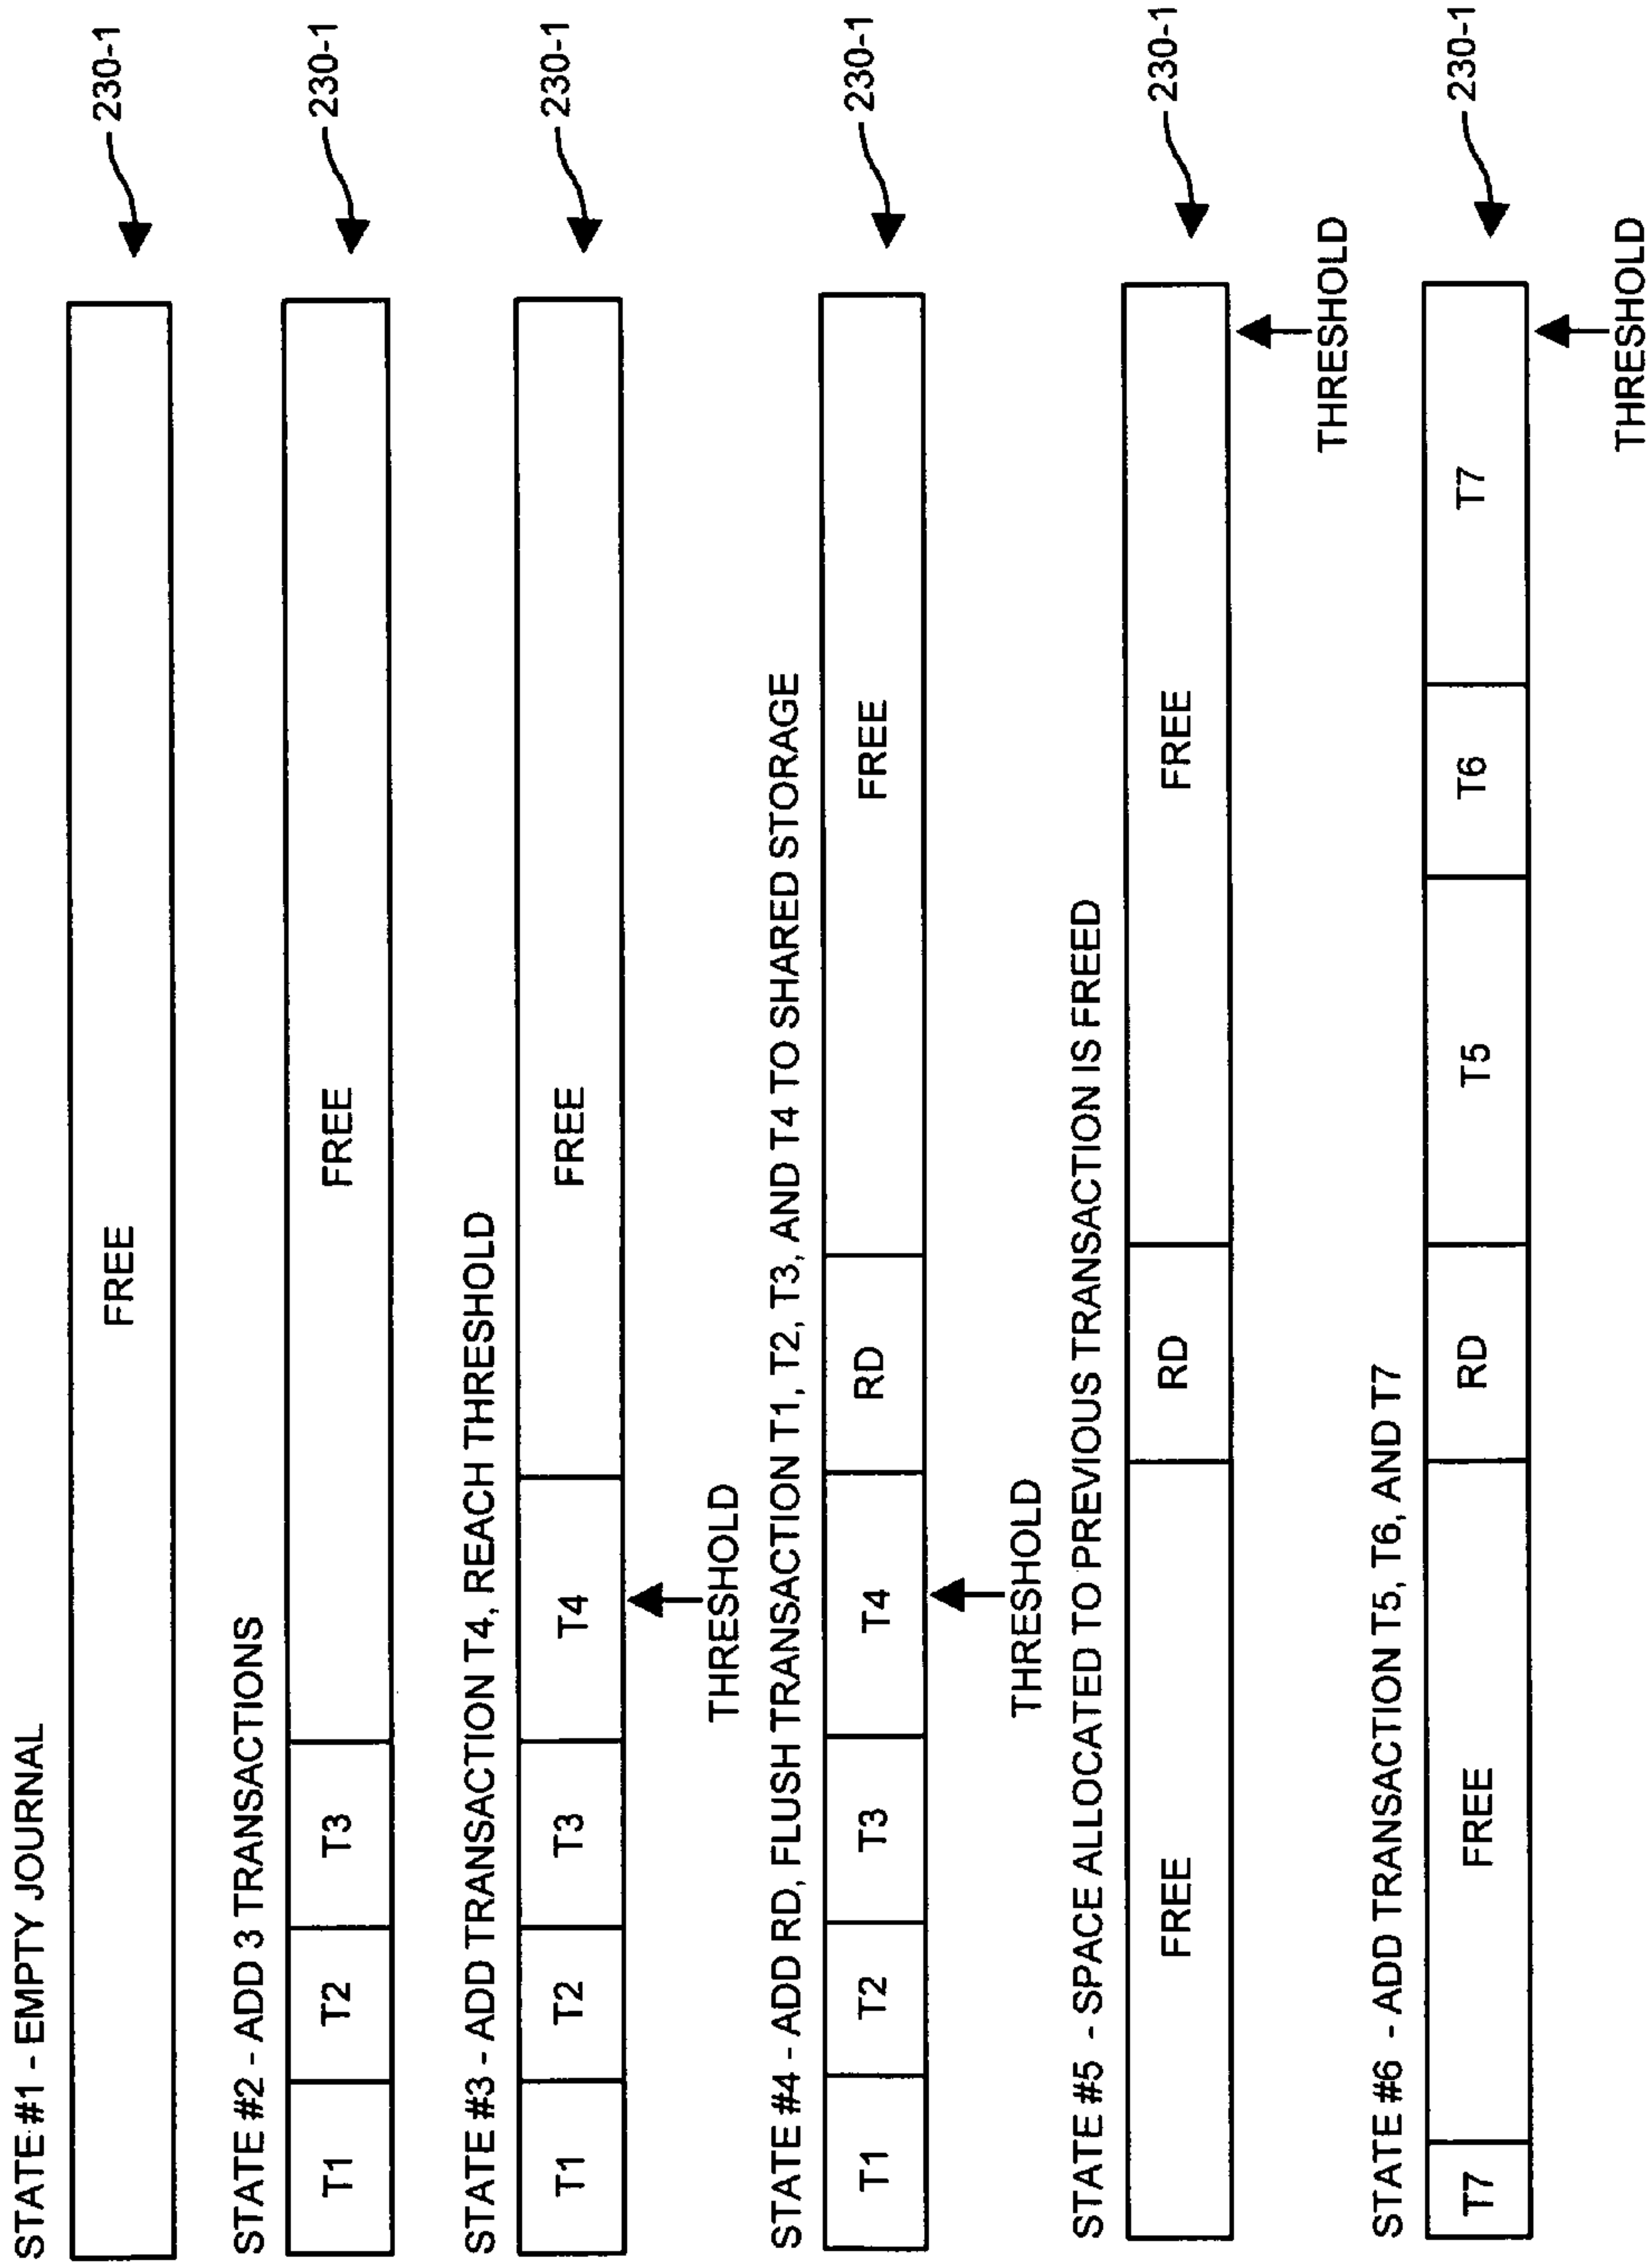 STATE #1 - EMPTY JOURNAL
FREE
230-1
STATE #2 - ADD 3 TRANSACTIONS
T1 T2 T3 FREE
230-1
STATE #3 - ADD TRANSACTION T4, REACH THRESHOLD
T1 T2 T3 T4 FREE
230-1
THRESHOLD
STATE #4 - ADD RD, FLUSH TRANSACTION T1, T2, T3, AND T4 TO SHARED STORAGE
T1 T2 T3 T4 RD FREE
230-1
THRESHOLD
STATE #5 - SPACE ALLOCATED TO PREVIOUS TRANSACTION IS FREED
FREE RD FREE
230-1
THRESHOLD
STATE #6 - ADD TRANSACTION T5, T6, AND T7
T7 FREE RD T5 T6 T7
230-1
THRESHOLD